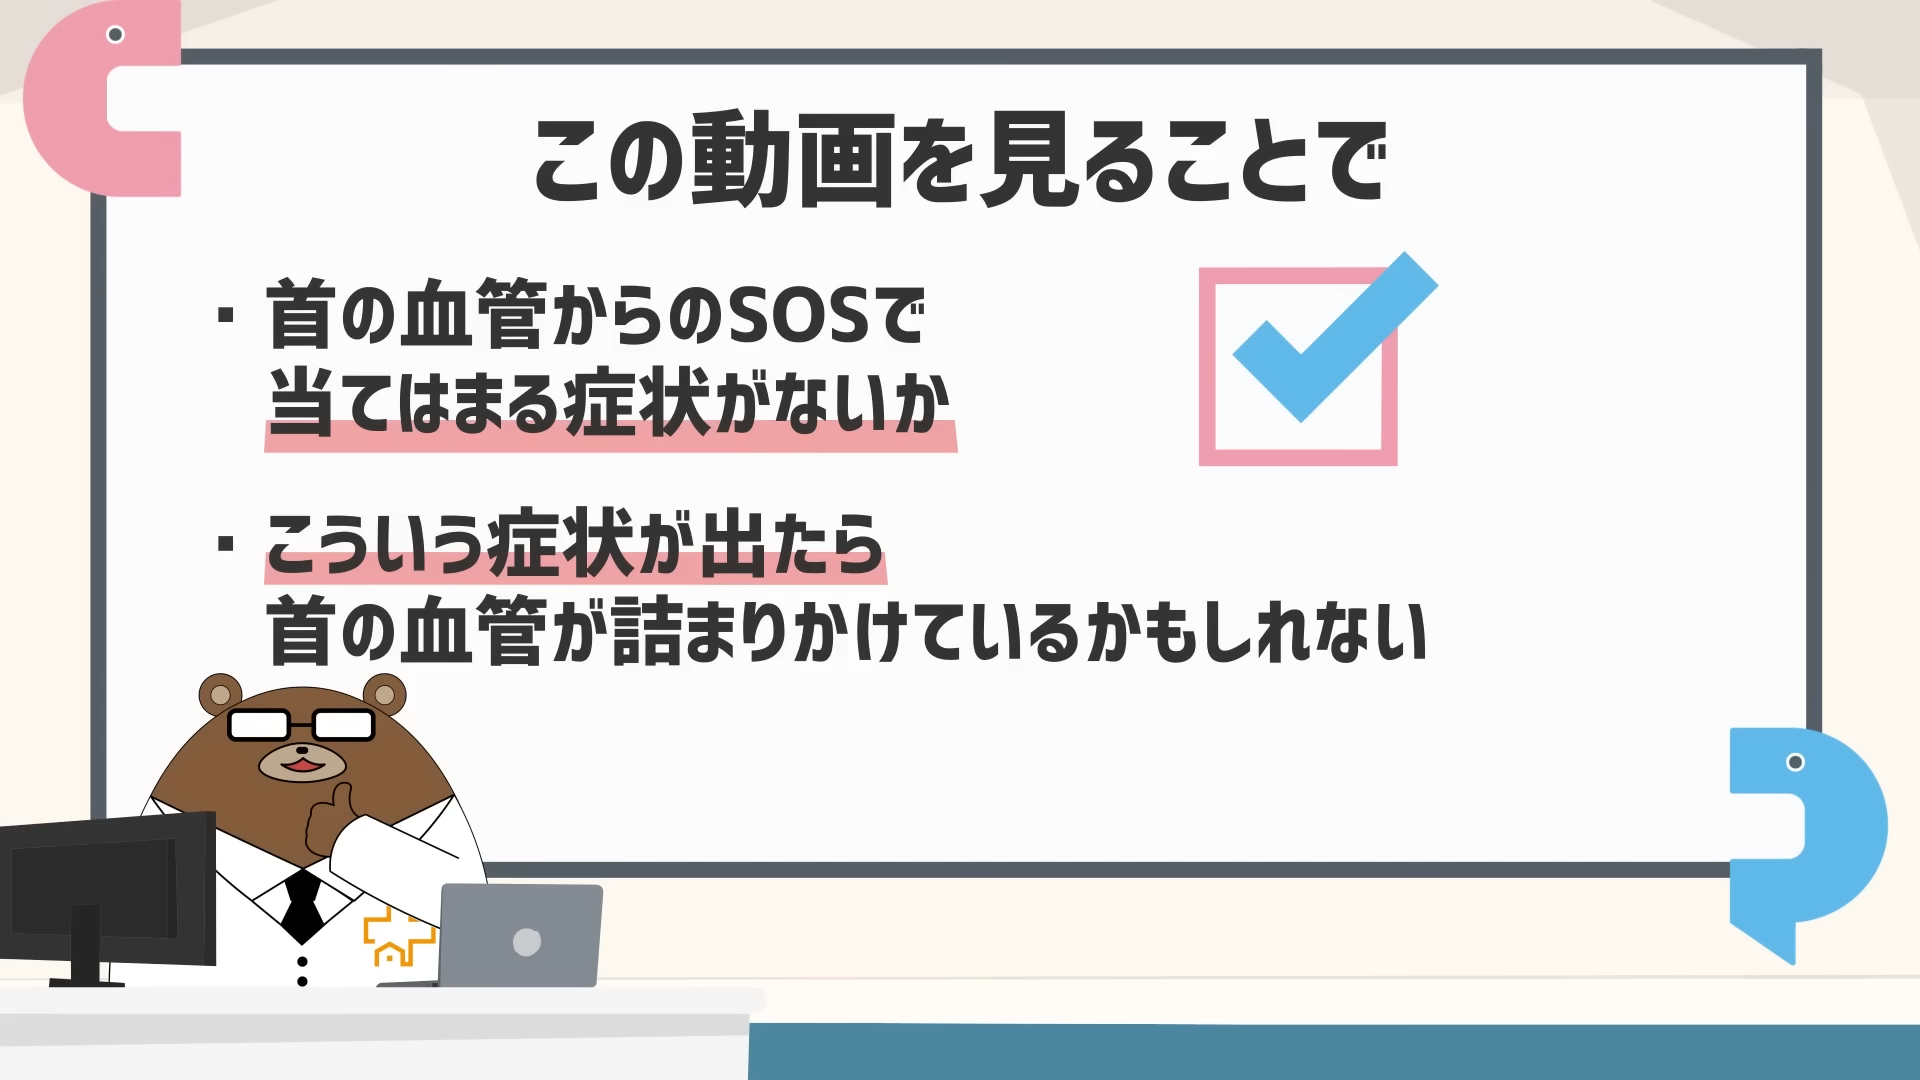 この動画を見ることで
・首の血管からのSOSで
当てはまる症状がないか
・こういう症状が出たら
首の血管が詰まりかけているかもしれない